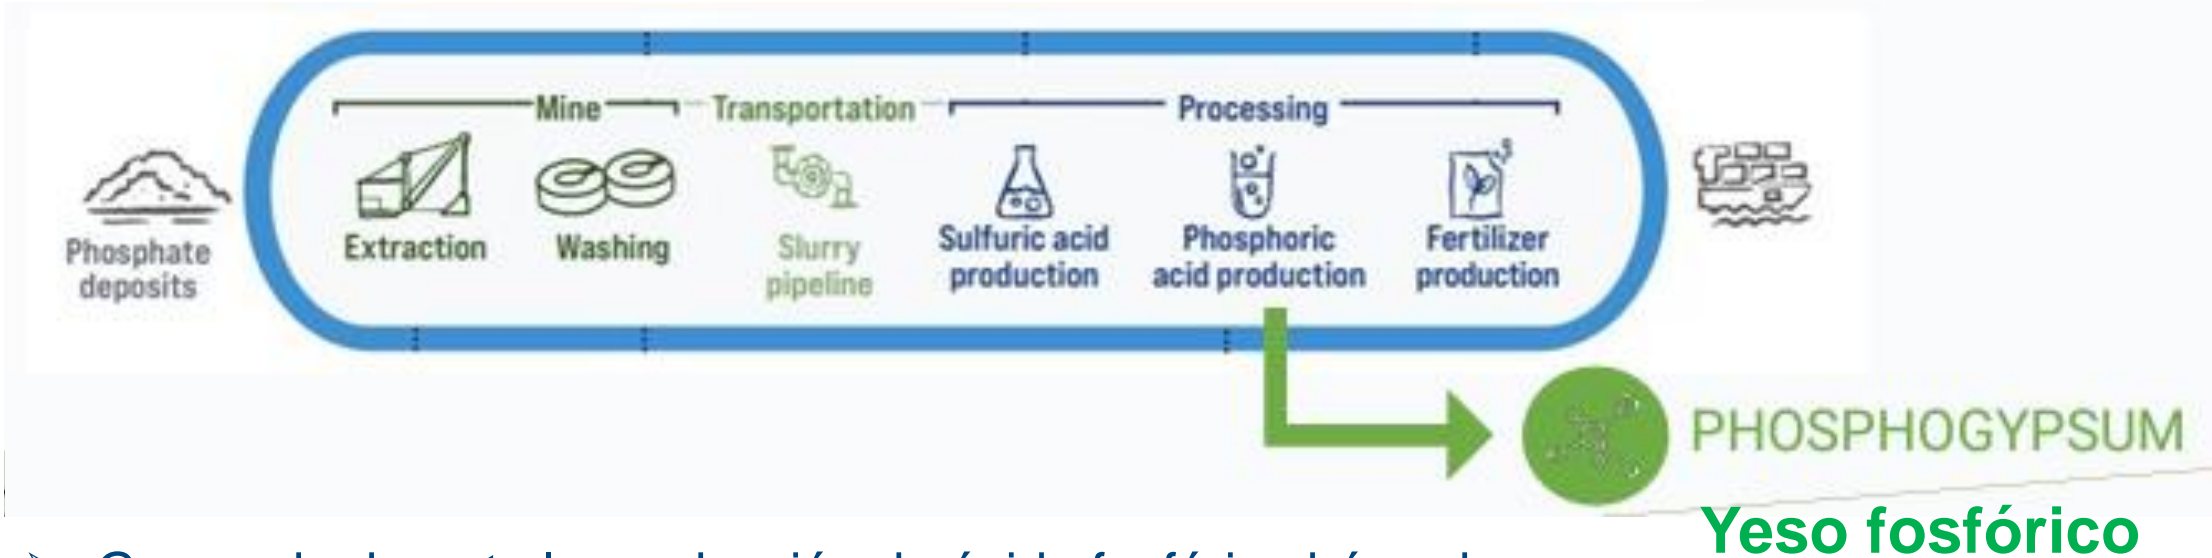 Mine
Transportation
Processing
Phosphate
deposits
Extraction
Washing
Slurry
pipeline
Sulfuric acid
production
Phosphoric
acid production
Fertilizer
production
PHOSPHOGYPSUM
Yeso fosfórico